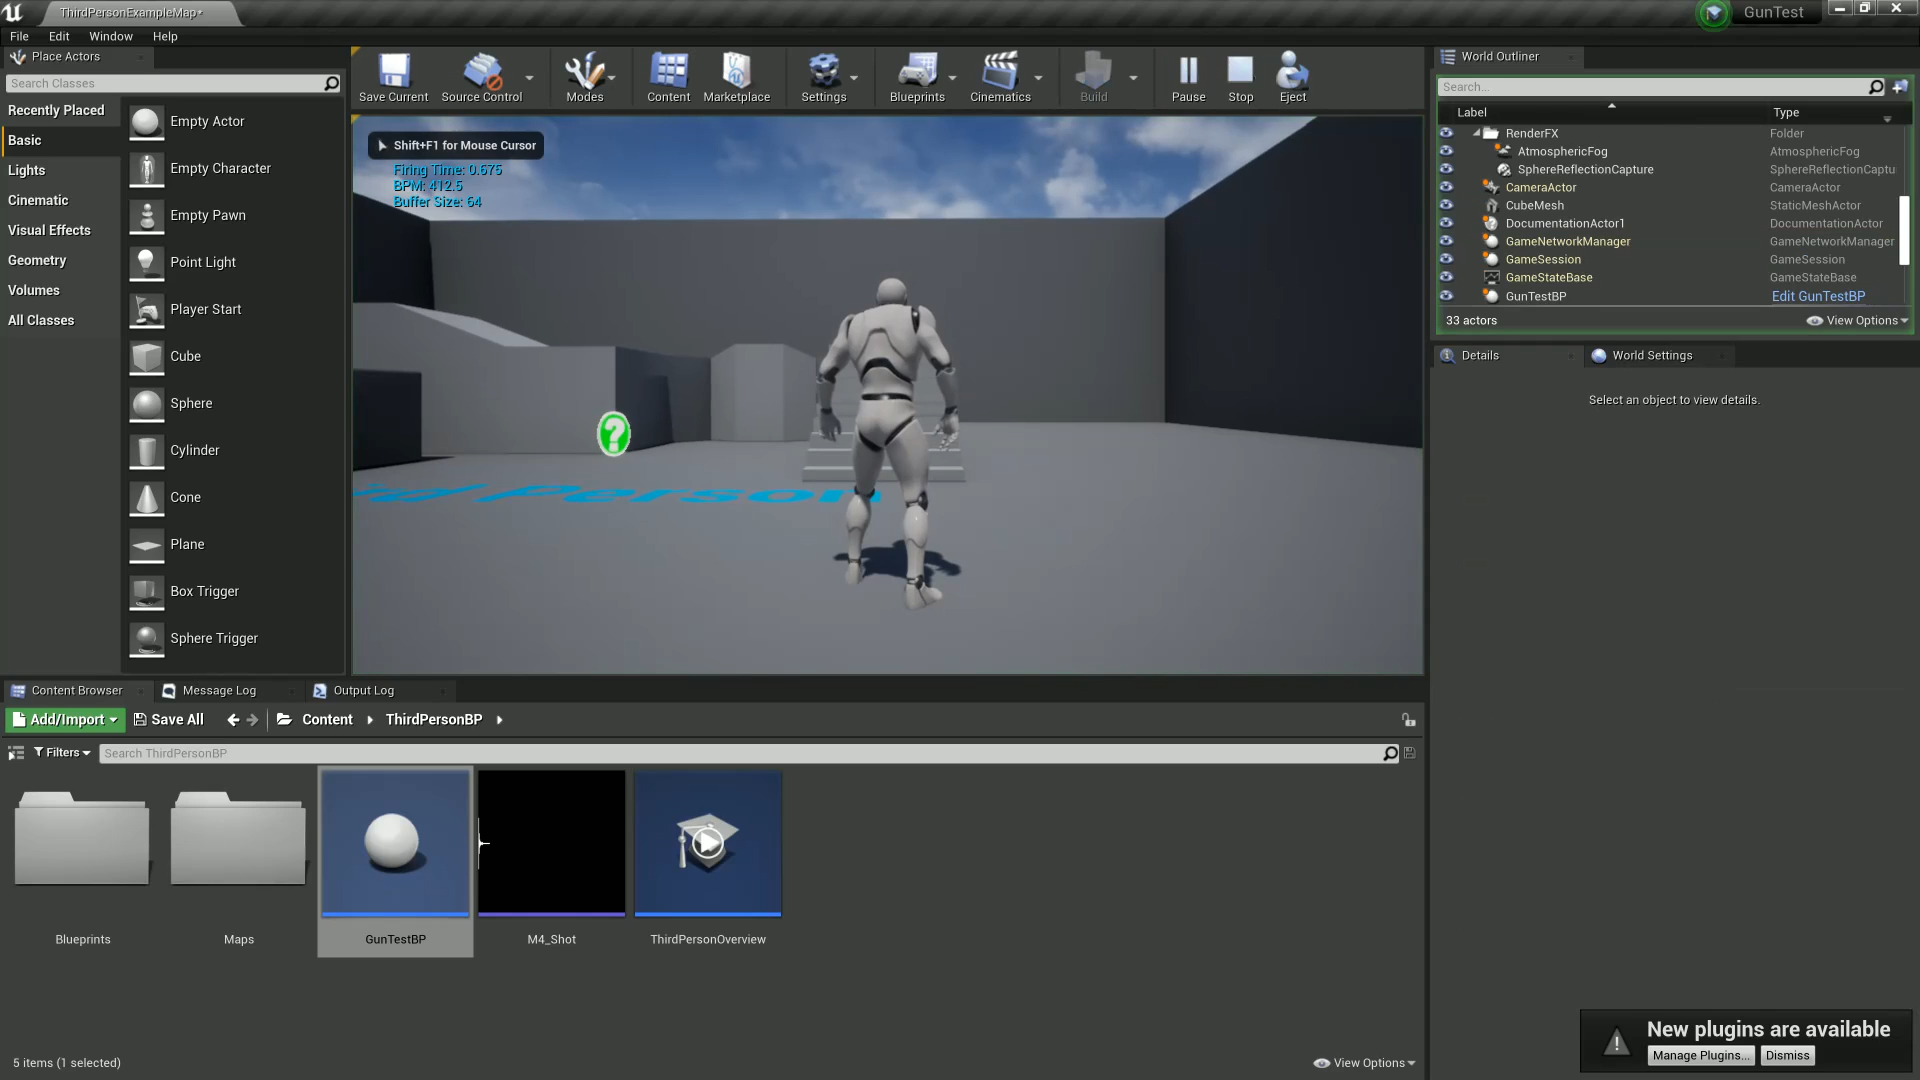 ThirdPersonExampleMap*
GunTest
File Edit Window Help
Place Actors
Search Classes
Recently Placed
Basic
Lights
Cinematic
Visual Effects
Geometry
Volumes
All Classes
Empty Actor
Empty Character
Empty Pawn
Point Light
Player Start
Cube
Sphere
Cylinder
Cone
Plane
Box Trigger
Sphere Trigger
Save Current
Source Control
Modes
Content
Marketplace
Settings
Blueprints
Cinematics
Build
Pause
Stop
Eject
Shift+F1 for Mouse Cursor
Firing Time: 0.675
BPM: 412.5
Buffer Size: 64
person
World Outliner
Search...
Label Type
RenderFX Folder
AtmosphericFog AtmosphericFog
SphereReflectionCapture SphereReflectionCaptu
CameraActor CameraActor
CubeMesh StaticMeshActor
DocumentationActor1 DocumentationActor
GameNetworkManager GameNetworkManager
GameSession GameSession
GameStateBase GameStateBase
GunTestBP Edit GunTestBP
33 actors View Options
Details World Settings
Select an object to view details.
Content Browser Message Log Output Log
Add/Import Save All Content ThirdPersonBP
Filters Search ThirdPersonBP
Blueprints
Maps
GunTestBP
M4_Shot
ThirdPersonOverview
5 items (1 selected) View Options
New plugins are available
Manage Plugins... Dismiss